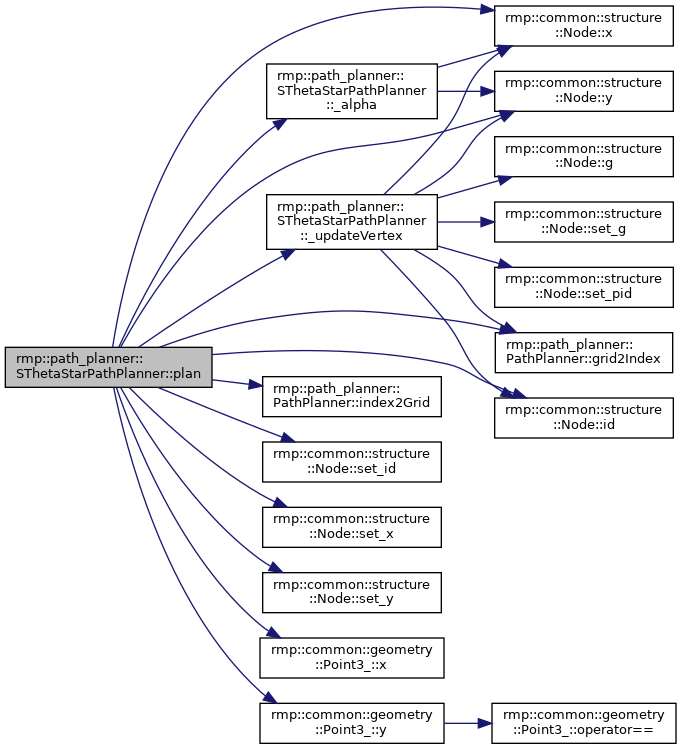 rmp::path_planner::
SThetaStarPathPlanner::plan
rmp::path_planner::
SThetaStarPathPlanner
::_alpha
rmp::path_planner::
SThetaStarPathPlanner
::_updateVertex
rmp::path_planner::
PathPlanner::index2Grid
rmp::common::structure
::Node::set_id
rmp::common::structure
::Node::set_x
rmp::common::structure
::Node::set_y
rmp::common::geometry
::Point3_::x
rmp::common::geometry
::Point3_::y
rmp::common::structure
::Node::x
rmp::common::structure
::Node::y
rmp::common::structure
::Node::g
rmp::common::structure
::Node::set_g
rmp::common::structure
::Node::set_pid
rmp::path_planner::
PathPlanner::grid2Index
rmp::common::structure
::Node::id
rmp::common::geometry
::Point3_::operator==